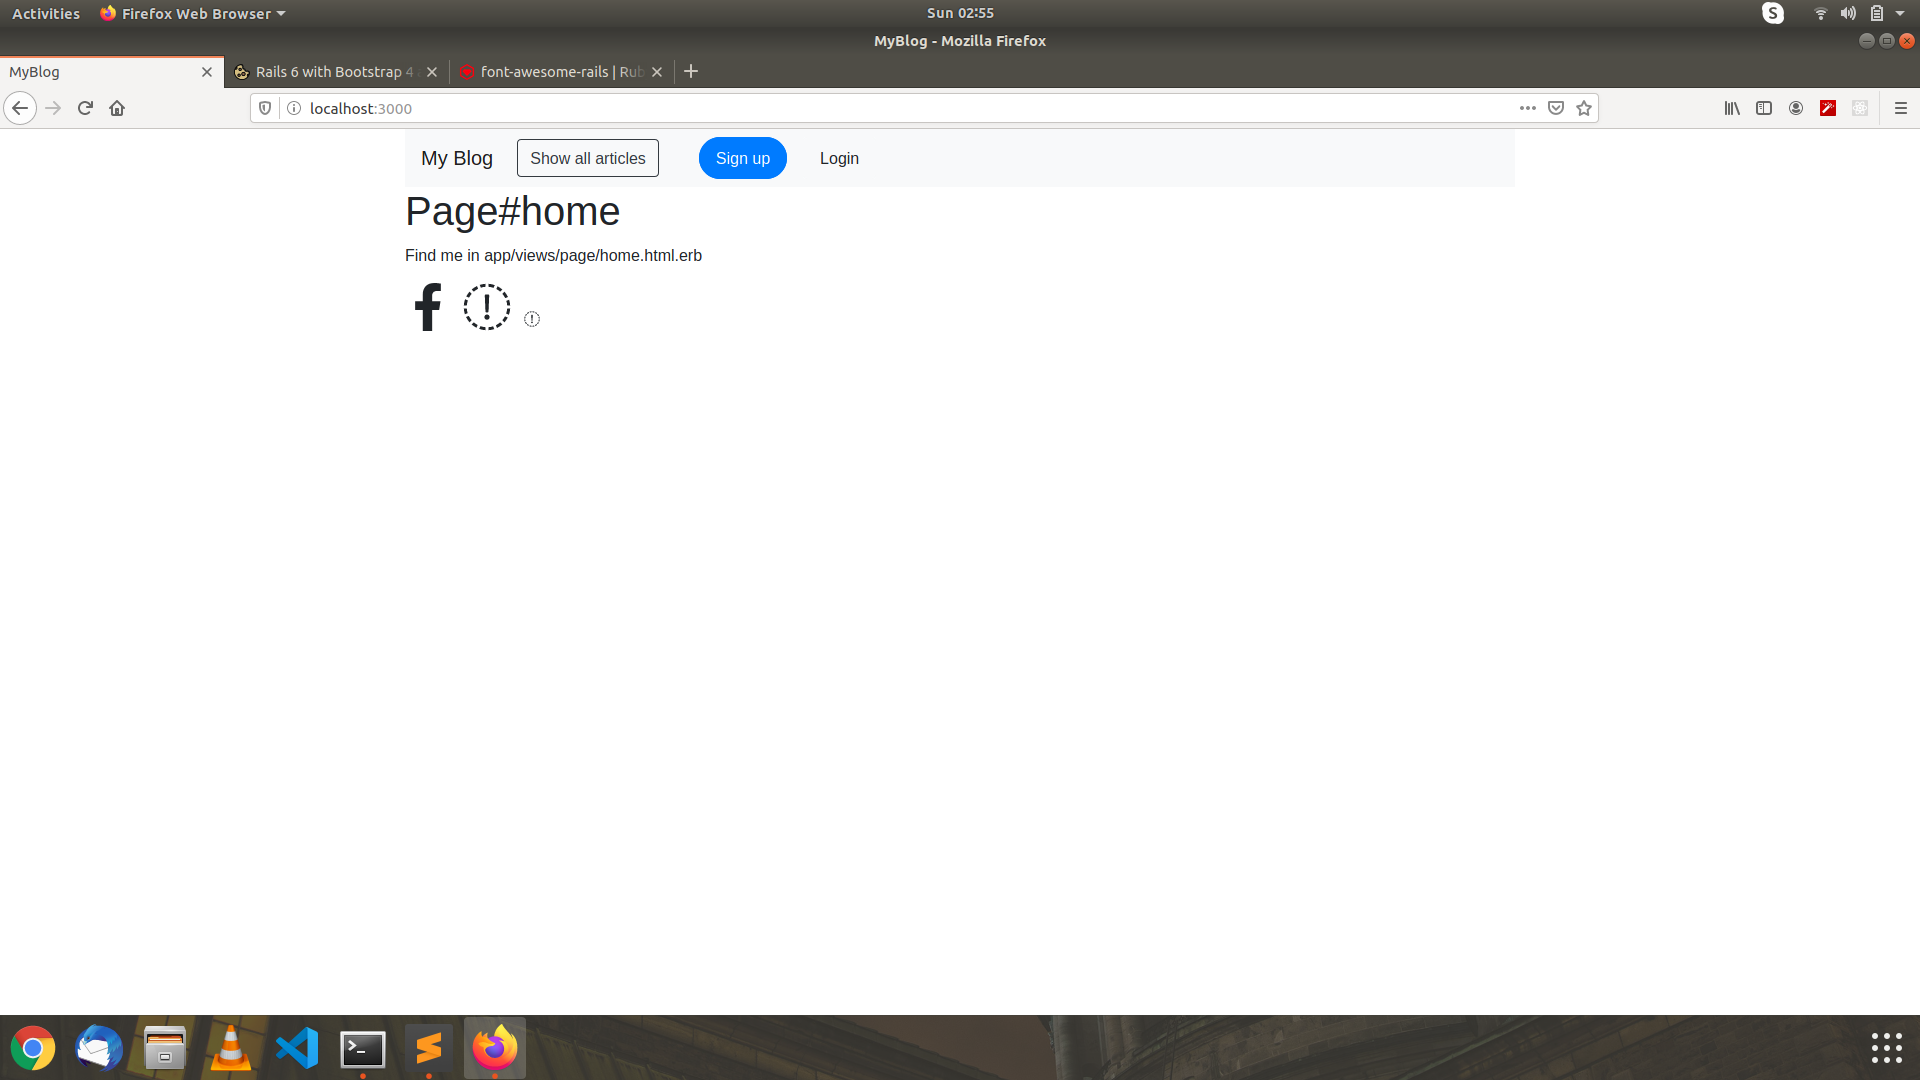 Activities Firefox Web Browser Sun 02:55 S
MyBlog - Mozilla Firefox
MyBlog Rails 6 with Bootstrap 4 font-awesome-rails | Rub
localhost:3000
My Blog Show all articles Sign up Login
Page#home
Find me in app/views/page/home.html.erb